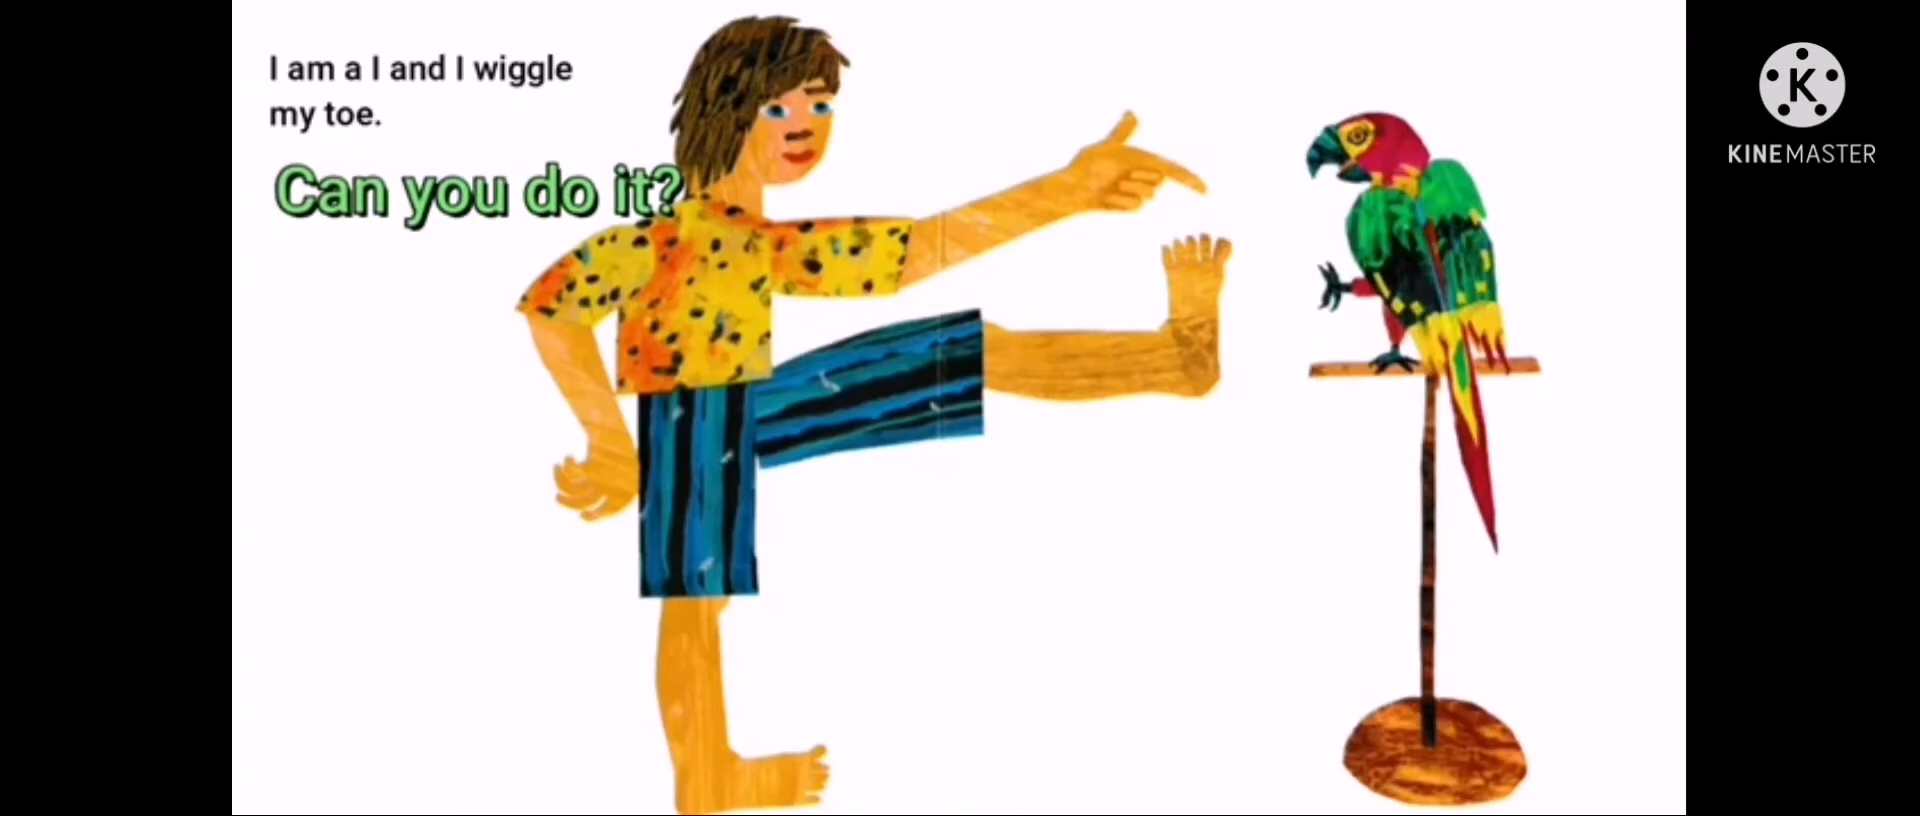 I am a I and I wiggle
my toe.
Can you do it?
K
KINEMASTER